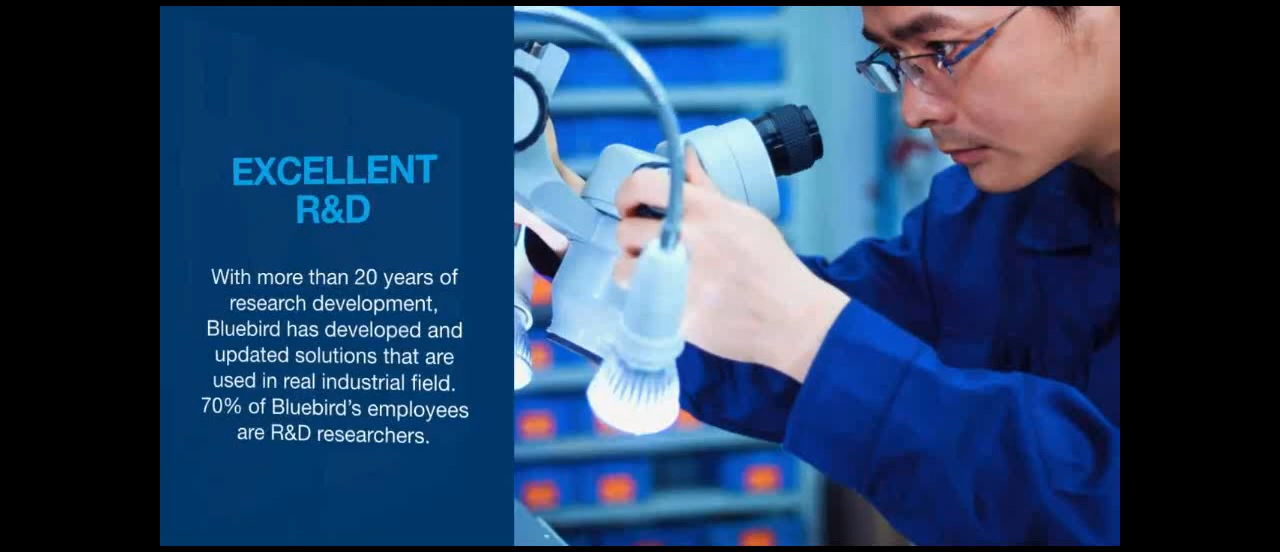 EXCELLENT
R&D
With more than 20 years of
research development,
Bluebird has developed and
updated solutions that are
used in real industrial field.
70% of Bluebird's employees
are R&D researchers.